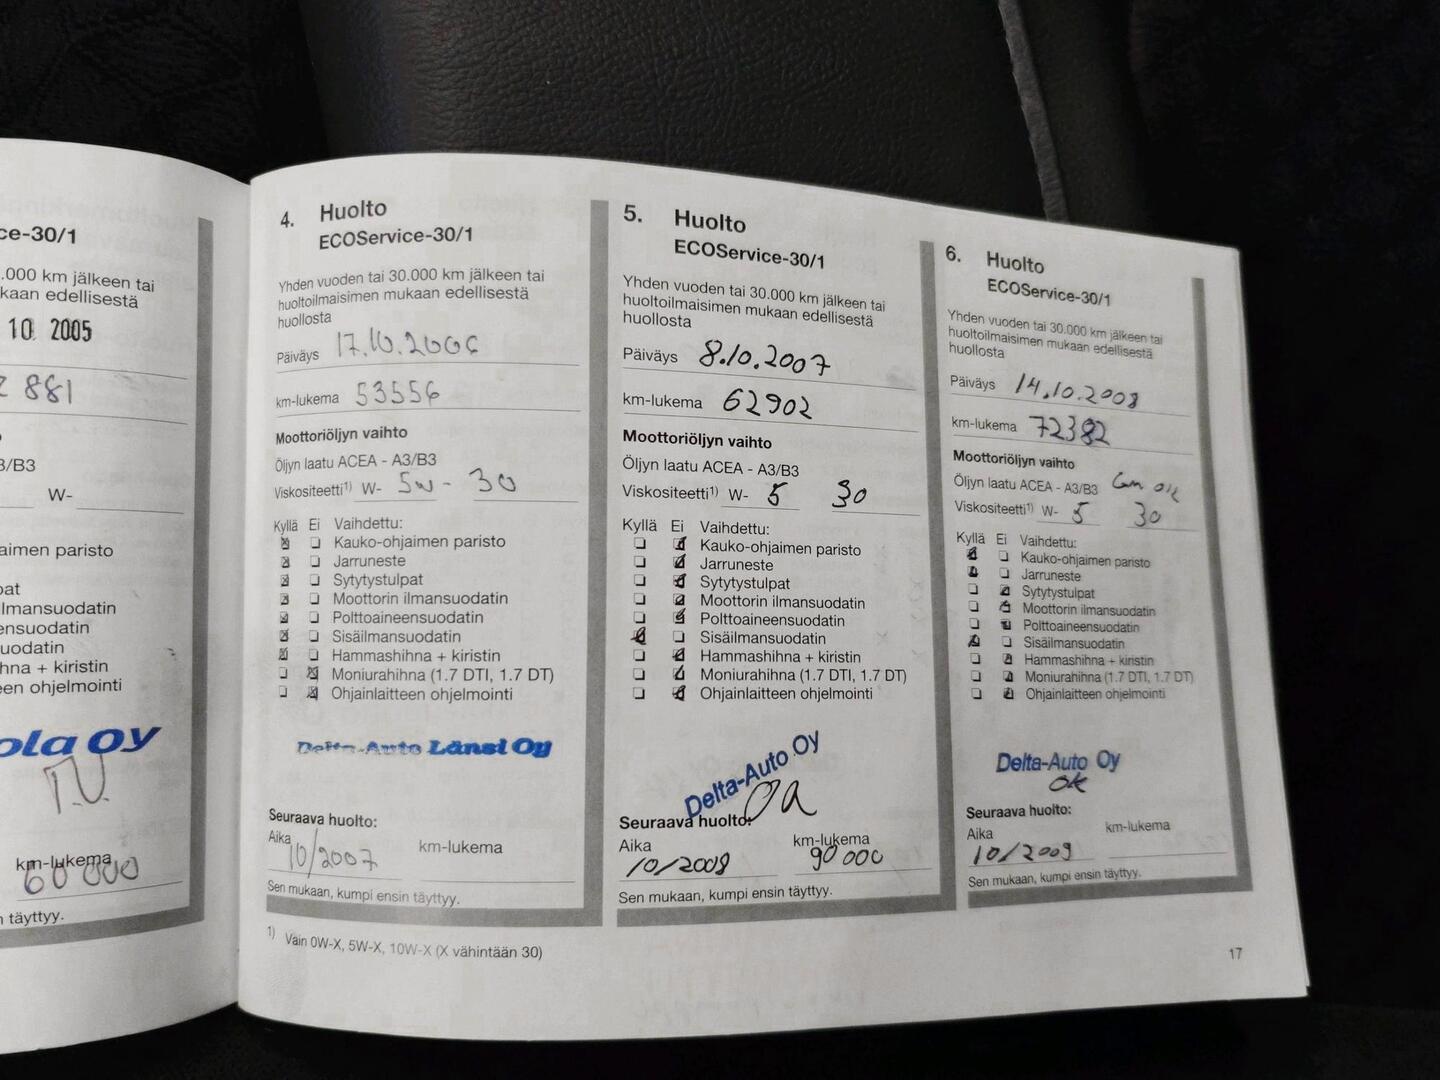 ce-30/1
.000 km jälkeen tai
kaan edellisestä
10 2005
881
3/B3
W-
aimen paristo
pat
lmansuodatin
ensuodatin
uodatin
hna + kiristin
een ohjelmointi
ola oy
T.U
km-lukema
60 000
n täyttyy.
4. Huolto
ECOService-30/1
Yhden vuoden tai 30.000 km jälkeen tai
huoltoilmaisimen mukaan edellisestä
huollosta
Päiväys 17.10.2006
km-lukema 53556
Moottoriöljyn vaihto
Öljyn laatu ACEA - A3/B3
Viskositeetti1) W- 5w - 30
Kyllä Ei Vaihdettu:
Kauko-ohjaimen paristo
Jarruneste
Sytytystulpat
Moottorin ilmansuodatin
Polttoaineensuodatin
Sisäilmansuodatin
Hammashihna + kiristin
Moniurahihna (1.7 DTI, 1.7 DT)
Ohjainlaitteen ohjelmointi
Delta-Auto Länsi Oy
Seuraava huolto:
Aika km-lukema
10/2007
Sen mukaan, kumpi ensin täyttyy.
1) Vain 0W-X, 5W-X, 10W-X (X vähintään 30)
5. Huolto
ECOService-30/1
Yhden vuoden tai 30.000 km jälkeen tai
huoltoilmaisimen mukaan edellisestä
huollosta
Päiväys 8.10.2007
km-lukema 62902
Moottoriöljyn vaihto
Öljyn laatu ACEA - A3/B3
Viskositeetti1) W- 5 30
Kyllä Ei Vaihdettu:
Kauko-ohjaimen paristo
Jarruneste
Sytytystulpat
Moottorin ilmansuodatin
Polttoaineensuodatin
Sisäilmansuodatin
Hammashihna + kiristin
Moniurahihna (1.7 DTI, 1.7 DT)
Ohjainlaitteen ohjelmointi
Delta-Auto Oy
Seuraava huolto:
Aika km-lukema
10/2008 90 000
Sen mukaan, kumpi ensin täyttyy.
6. Huolto
ECOService-30/1
Yhden vuoden tai 30.000 km jälkeen tai
huoltoilmaisimen mukaan edellisestä
huollosta
Päiväys 14.10.2008
km-lukema 72382
Moottoriöljyn vaihto
Öljyn laatu ACEA - A3/B3
Viskositeetti1) W- 5 30
Kyllä Ei Vaihdettu:
Kauko-ohjaimen paristo
Jarruneste
Sytytystulpat
Moottorin ilmansuodatin
Polttoaineensuodatin
Sisäilmansuodatin
Hammashihna + kiristin
Moniurahihna (1.7 DTI, 1.7 DT)
Ohjainlaitteen ohjelmointi
Delta-Auto Oy
Seuraava huolto:
Aika km-lukema
10/2009
Sen mukaan, kumpi ensin täyttyy.
17